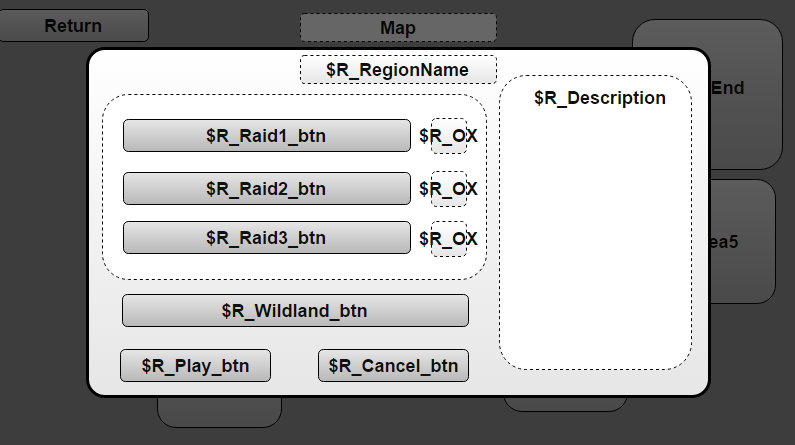 Return
Map
$R_RegionName
End
$R_Description
$R_Raid1_btn
$R_OX
$R_Raid2_btn
$R_OX
$R_Raid3_btn
$R_OX
ea5
$R_Wildland_btn
$R_Play_btn
$R_Cancel_btn